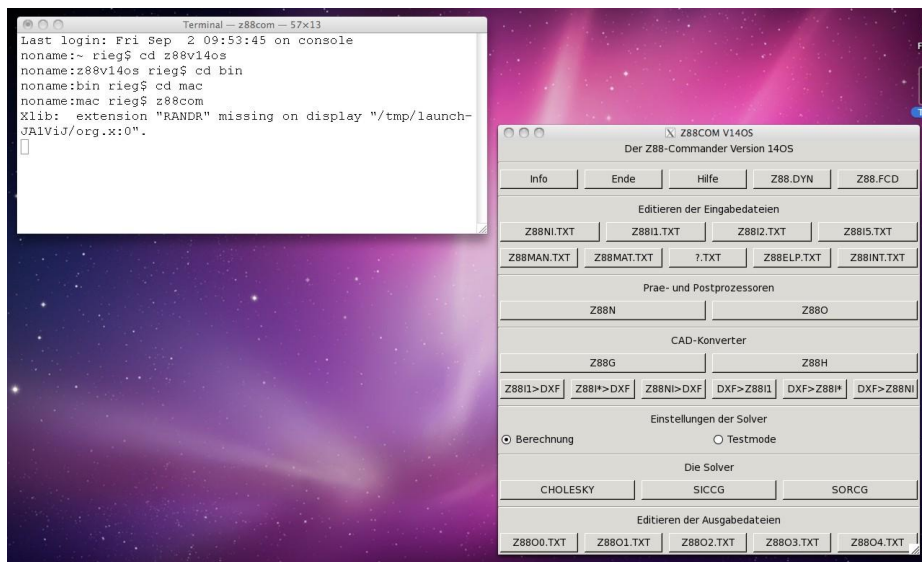 Terminal — z88com — 57×13
Last login: Fri Sep  2 09:53:45 on console
noname:~ rieg$ cd z88v14os
noname:z88v14os rieg$ cd bin
noname:bin rieg$ cd mac
noname:mac rieg$ z88com
Xlib:  extension "RANDR" missing on display "/tmp/launch-
JA1ViJ/org.x:0".
Z88COM V14OS
Der Z88-Commander Version 14OS
Info Ende Hilfe Z88.DYN Z88.FCD
Editieren der Eingabedateien
Z88NI.TXT Z88I1.TXT Z88I2.TXT Z88I5.TXT
Z88MAN.TXT Z88MAT.TXT ?.TXT Z88ELP.TXT Z88INT.TXT
Prae- und Postprozessoren
Z88N Z88O
CAD-Konverter
Z88G Z88H
Z88I1>DXF Z88I*>DXF Z88NI>DXF DXF>Z88I1 DXF>Z88I* DXF>Z88NI
Einstellungen der Solver
Berechnung Testmode
Die Solver
CHOLESKY SICCG SORCG
Editieren der Ausgabedateien
Z88O0.TXT Z88O1.TXT Z88O2.TXT Z88O3.TXT Z88O4.TXT